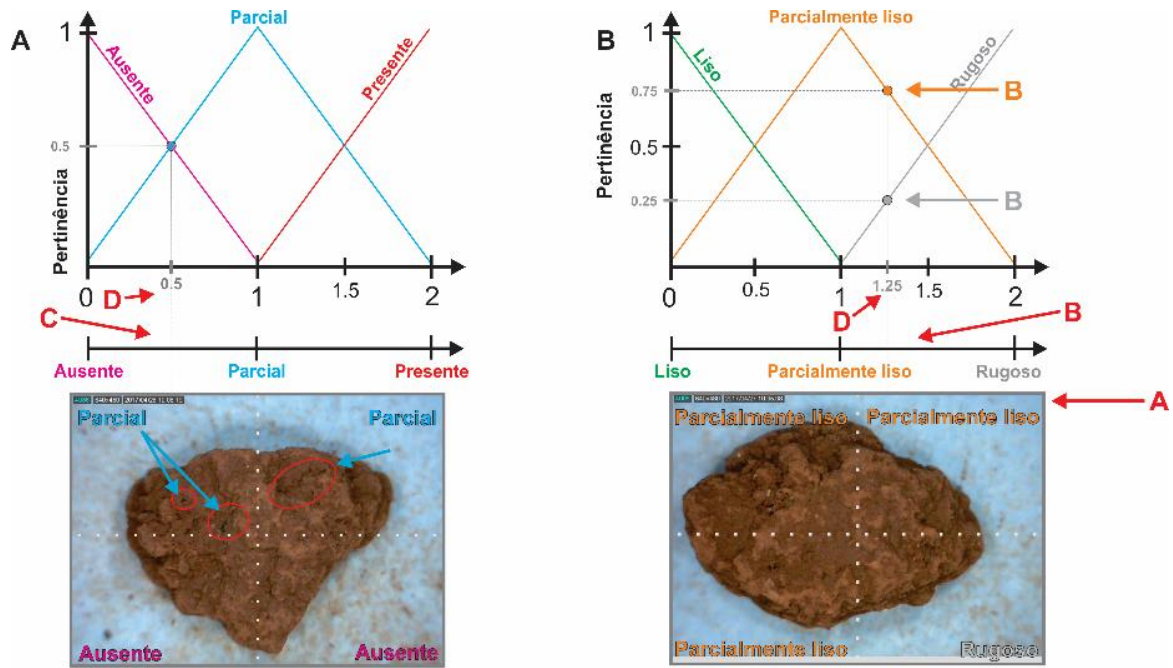 A
Parcial
1
Ausente
Presente
0.5
Pertinência
0
0.5
1
1.5
2
D
C
Ausente
Parcial
Presente
Parcial
Parcial
Ausente
Ausente
B
Parcialmente liso
1
Liso
Rugoso
0.75
B
0.5
0.25
B
Pertinência
0
0.5
1
1.25
1.5
2
D
B
Liso
Parcialmente liso
Rugoso
A
Parcialmente liso
Parcialmente liso
Parcialmente liso
Rugoso